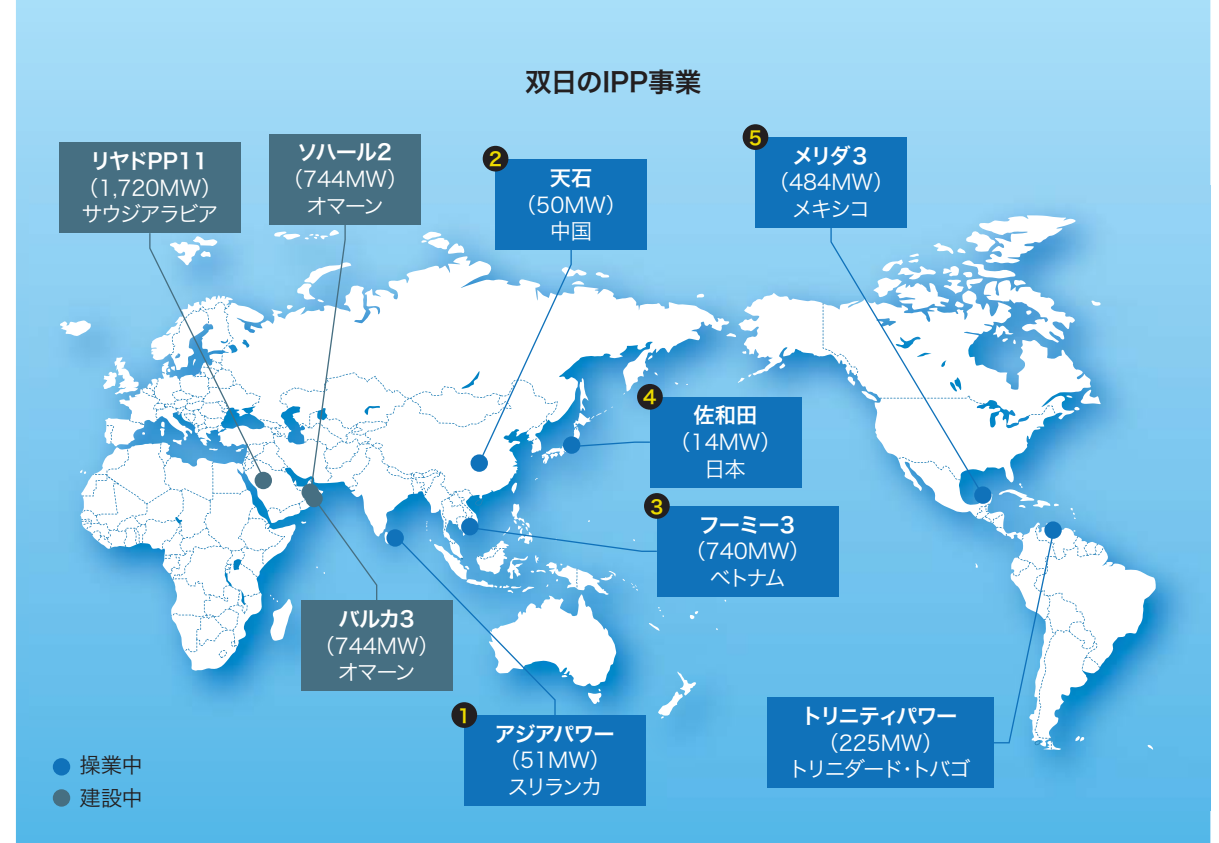 双日のIPP事業
リヤドPP11
（1,720MW）
サウジアラビア
ソハール2
（744MW）
オマーン
2
天石
（50MW）
中国
5
メリダ3
（484MW）
メキシコ
4
佐和田
（14MW）
日本
3
フーミー3
（740MW）
ベトナム
バルカ3
（744MW）
オマーン
1
アジアパワー
（51MW）
スリランカ
トリニティパワー
（225MW）
トリニダード・トバゴ
操業中
建設中